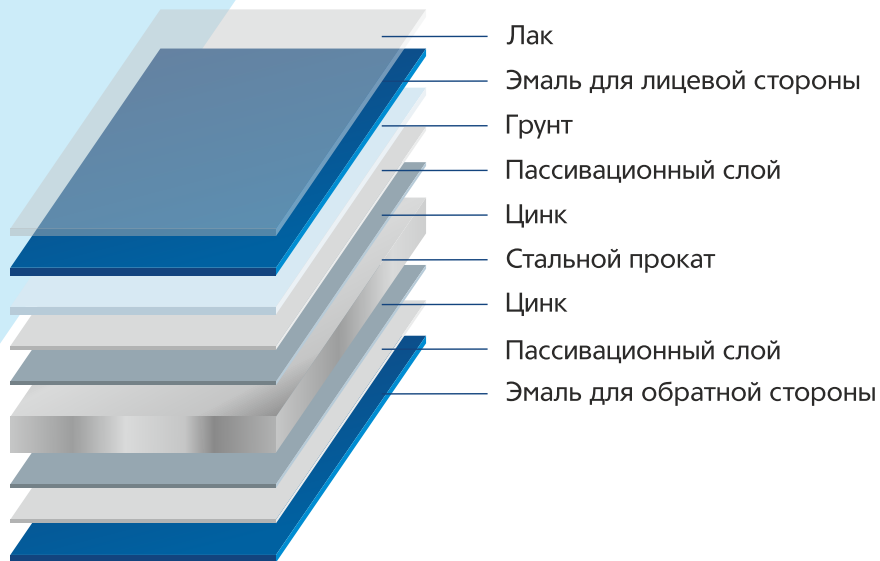 Лак
Эмаль для лицевой стороны
Грунт
Пассивационный слой
Цинк
Стальной прокат
Цинк
Пассивационный слой
Эмаль для обратной стороны